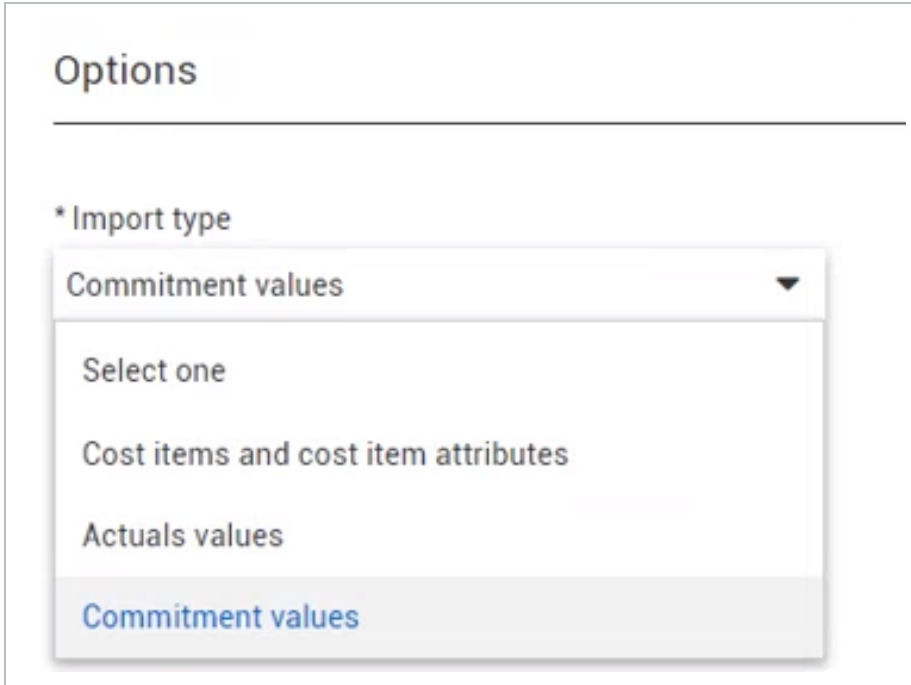 Options
* Import type
Commitment values
Select one
Cost items and cost item attributes
Actuals values
Commitment values